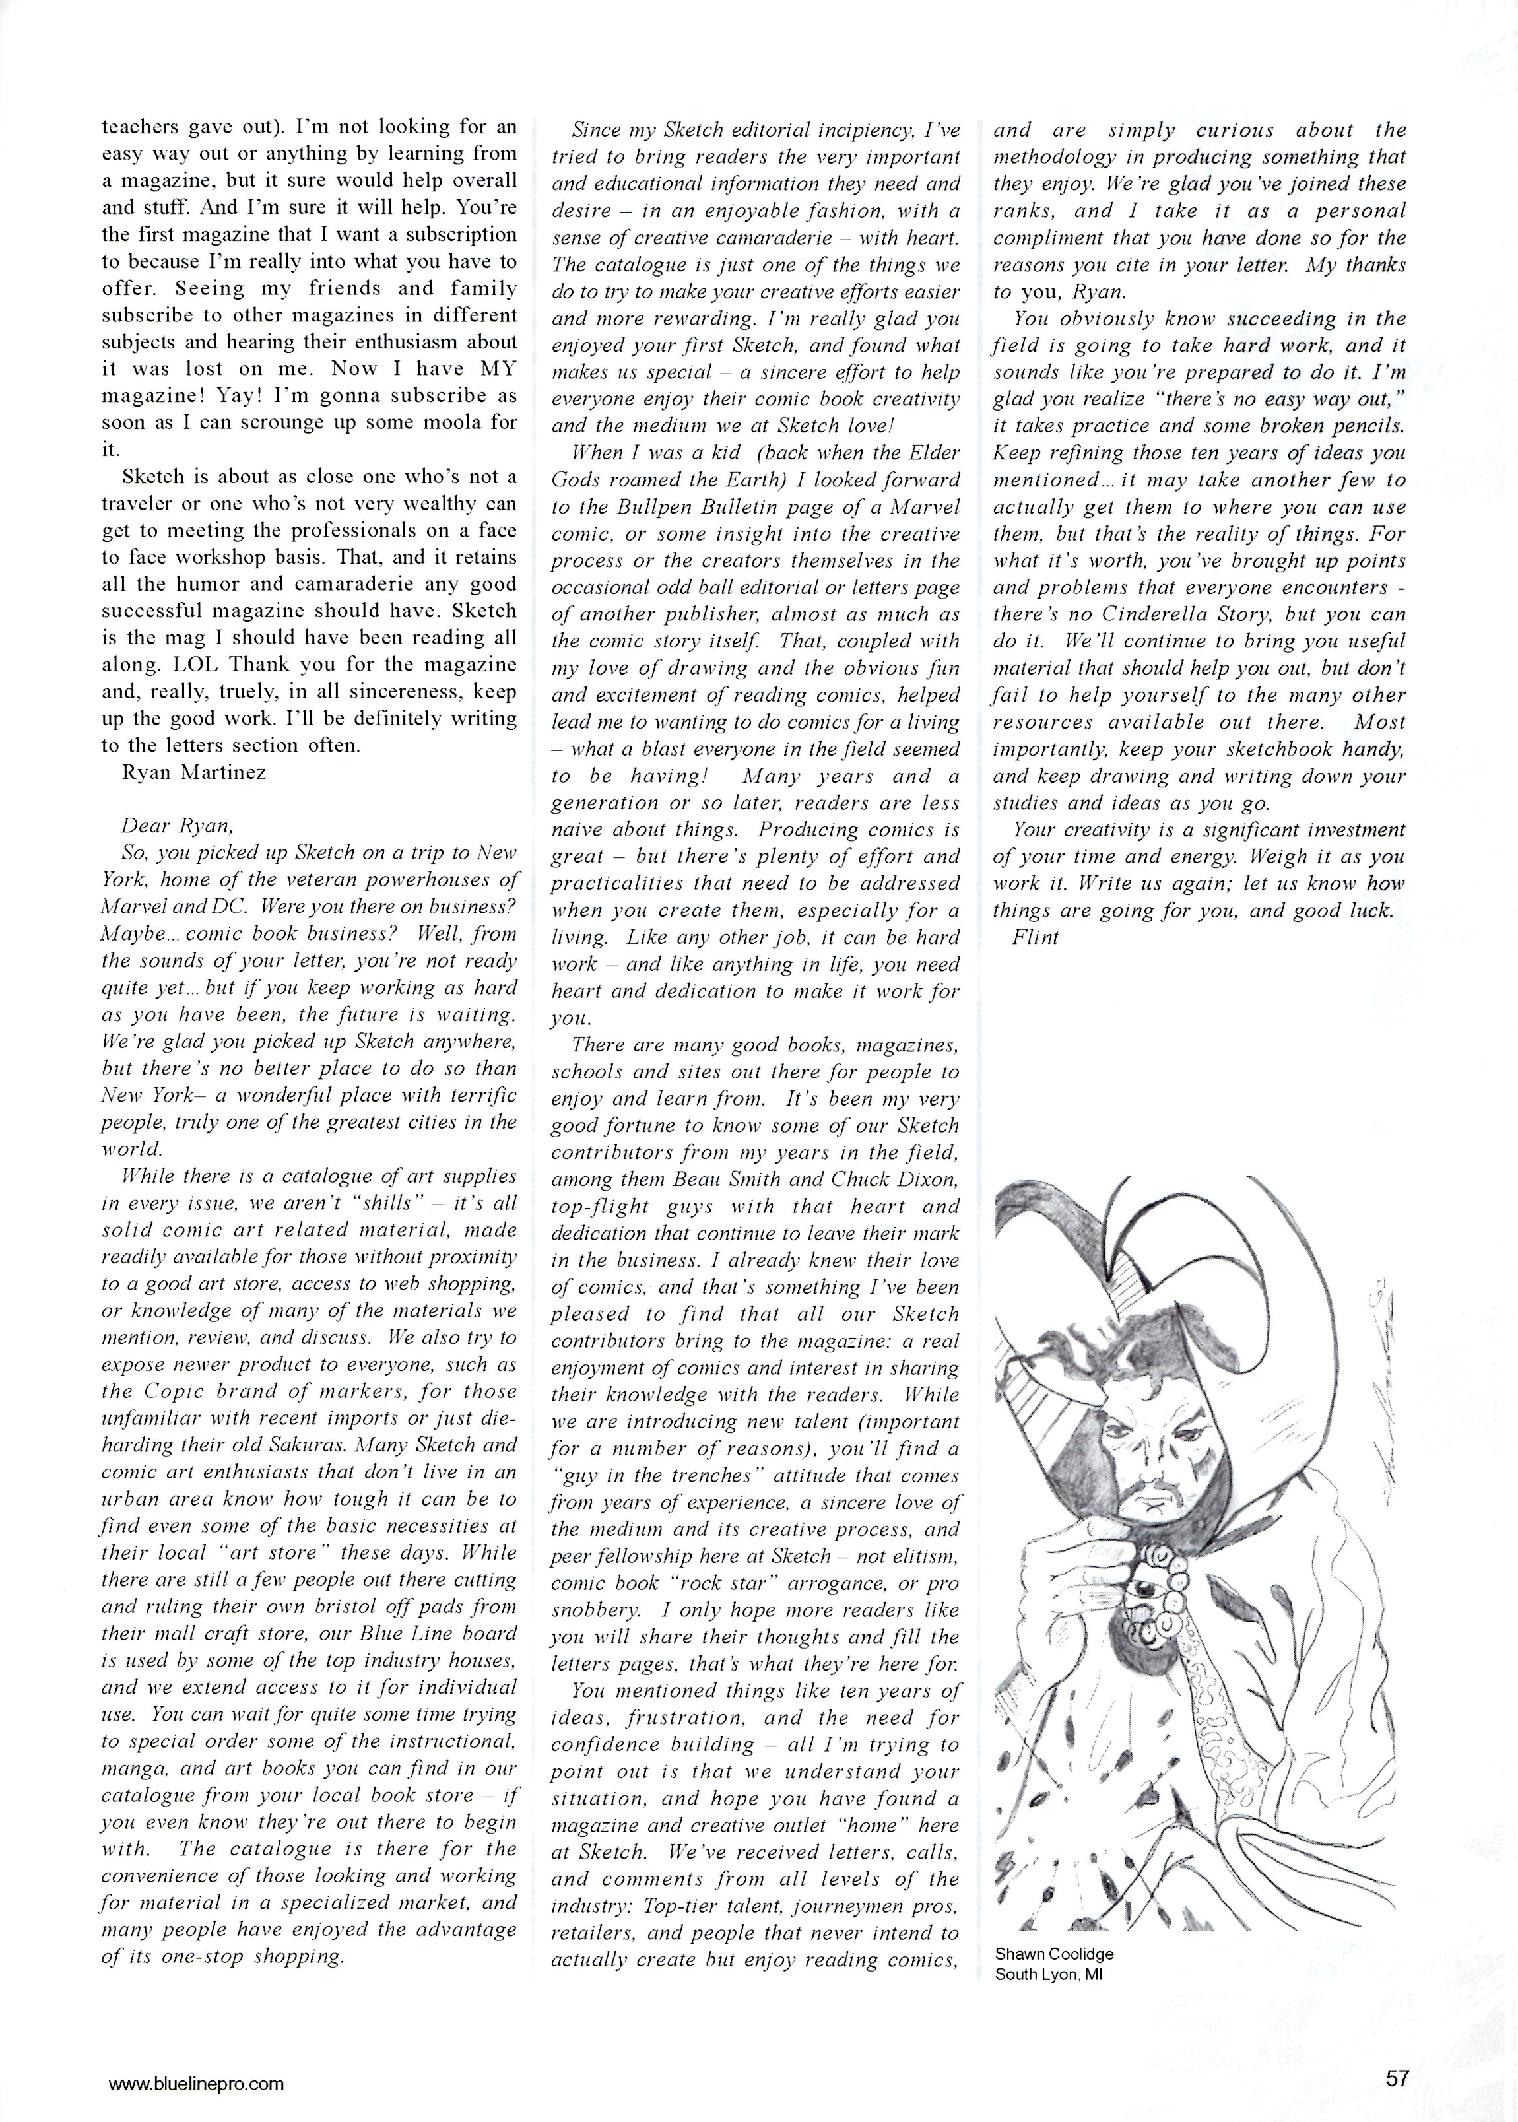 teachers gave out). I'm not looking for an
easy way out or anything by learning from
a magazine, but it sure would help overall
and stuff. And I'm sure it will help. You're
the first magazine that I want a subscription
to because I'm really into what you have to
offer. Seeing my friends and family
subscribe to other magazines in different
subjects and hearing their enthusiasm about
it was lost on me. Now I have MY
magazine! Yay! I'm gonna subscribe as
soon as I can scrounge up some moola for
it.
Sketch is about as close one who's not a
traveler or one who's not very wealthy can
get to meeting the professionals on a face
to face workshop basis. That, and it retains
all the humor and camaraderie any good
successful magazine should have. Sketch
is the mag I should have been reading all
along. LOL Thank you for the magazine
and, really, truely, in all sincereness, keep
up the good work. I'll be definitely writing
to the letters section often.
Ryan Martinez
Dear Ryan,
So, you picked up Sketch on a trip to New
York, home of the veteran powerhouses of
Marvel and DC. Were you there on business?
Maybe... comic book business? Well, from
the sounds of your letter, you're not ready
quite yet... but if you keep working as hard
as you have been, the future is waiting.
We're glad you picked up Sketch anywhere,
but there's no better place to do so than
New York– a wonderful place with terrific
people, truly one of the greatest cities in the
world.
While there is a catalogue of art supplies
in every issue, we aren't "shills" – it's all
solid comic art related material, made
readily available for those without proximity
to a good art store, access to web shopping,
or knowledge of many of the materials we
mention, review, and discuss. We also try to
expose newer product to everyone, such as
the Copic brand of markers, for those
unfamiliar with recent imports or just die-
harding their old Sakuras. Many Sketch and
comic art enthusiasts that don't live in an
urban area know how tough it can be to
find even some of the basic necessities at
their local "art store" these days. While
there are still a few people out there cutting
and ruling their own bristol off pads from
their mall craft store, our Blue Line board
is used by some of the top industry houses,
and we extend access to it for individual
use. You can wait for quite some time trying
to special order some of the instructional,
manga, and art books you can find in our
catalogue from your local book store – if
you even know they're out there to begin
with. The catalogue is there for the
convenience of those looking and working
for material in a specialized market, and
many people have enjoyed the advantage
of its one-stop shopping.
Since my Sketch editorial incipiency, I've
tried to bring readers the very important
and educational information they need and
desire – in an enjoyable fashion, with a
sense of creative camaraderie – with heart.
The catalogue is just one of the things we
do to try to make your creative efforts easier
and more rewarding. I'm really glad you
enjoyed your first Sketch, and found what
makes us special – a sincere effort to help
everyone enjoy their comic book creativity
and the medium we at Sketch love!
When I was a kid (back when the Elder
Gods roamed the Earth) I looked forward
to the Bullpen Bulletin page of a Marvel
comic, or some insight into the creative
process or the creators themselves in the
occasional odd ball editorial or letters page
of another publisher, almost as much as
the comic story itself. That, coupled with
my love of drawing and the obvious fun
and excitement of reading comics, helped
lead me to wanting to do comics for a living
– what a blast everyone in the field seemed
to be having! Many years and a
generation or so later, readers are less
naive about things. Producing comics is
great – but there's plenty of effort and
practicalities that need to be addressed
when you create them, especially for a
living. Like any other job, it can be hard
work – and like anything in life, you need
heart and dedication to make it work for
you.
There are many good books, magazines,
schools and sites out there for people to
enjoy and learn from. It's been my very
good fortune to know some of our Sketch
contributors from my years in the field,
among them Beau Smith and Chuck Dixon,
top-flight guys with that heart and
dedication that continue to leave their mark
in the business. I already knew their love
of comics, and that's something I've been
pleased to find that all our Sketch
contributors bring to the magazine: a real
enjoyment of comics and interest in sharing
their knowledge with the readers. While
we are introducing new talent (important
for a number of reasons), you'll find a
"guy in the trenches" attitude that comes
from years of experience, a sincere love of
the medium and its creative process, and
peer fellowship here at Sketch – not elitism,
comic book "rock star" arrogance, or pro
snobbery. I only hope more readers like
you will share their thoughts and fill the
letters pages, that's what they're here for.
You mentioned things like ten years of
ideas, frustration, and the need for
confidence building – all I'm trying to
point out is that we understand your
situation, and hope you have found a
magazine and creative outlet "home" here
at Sketch. We've received letters, calls,
and comments from all levels of the
industry: Top-tier talent, journeymen pros,
retailers, and people that never intend to
actually create but enjoy reading comics,
and are simply curious about the
methodology in producing something that
they enjoy. We're glad you've joined these
ranks, and I take it as a personal
compliment that you have done so for the
reasons you cite in your letter. My thanks
to you, Ryan.
You obviously know succeeding in the
field is going to take hard work, and it
sounds like you're prepared to do it. I'm
glad you realize "there's no easy way out,"
it takes practice and some broken pencils.
Keep refining those ten years of ideas you
mentioned... it may take another few to
actually get them to where you can use
them, but that's the reality of things. For
what it's worth, you've brought up points
and problems that everyone encounters -
there's no Cinderella Story, but you can
do it. We'll continue to bring you useful
material that should help you out, but don't
fail to help yourself to the many other
resources available out there. Most
importantly, keep your sketchbook handy,
and keep drawing and writing down your
studies and ideas as you go.
Your creativity is a significant investment
of your time and energy. Weigh it as you
work it. Write us again; let us know how
things are going for you, and good luck.
Flint
Shawn Coolidge
South Lyon, MI
www.bluelinepro.com
57